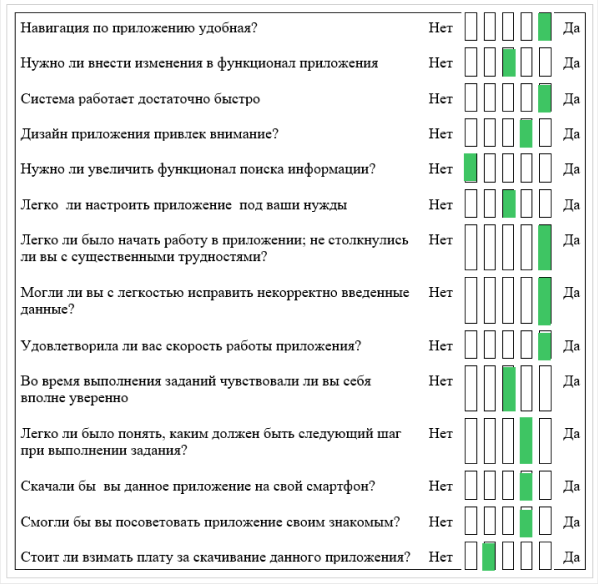 Навигация по приложению удобная? Нет Да
Нужно ли внести изменения в функционал приложения Нет Да
Система работает достаточно быстро Нет Да
Дизайн приложения привлек внимание? Нет Да
Нужно ли увеличить функционал поиска информации? Нет Да
Легко ли настроить приложение под ваши нужды Нет Да
Легко ли было начать работу в приложении; не столкнулись Нет Да
ли вы с существенными трудностями?
Могли ли вы с легкостью исправить некорректно введенные Нет Да
данные?
Удовлетворила ли вас скорость работы приложения? Нет Да
Во время выполнения заданий чувствовали ли вы себя Нет Да
вполне уверенно
Легко ли было понять, каким должен быть следующий шаг Нет Да
при выполнении задания?
Скачали бы вы данное приложение на свой смартфон? Нет Да
Смогли бы вы посоветовать приложение своим знакомым? Нет Да
Стоит ли взимать плату за скачивание данного приложения? Нет Да